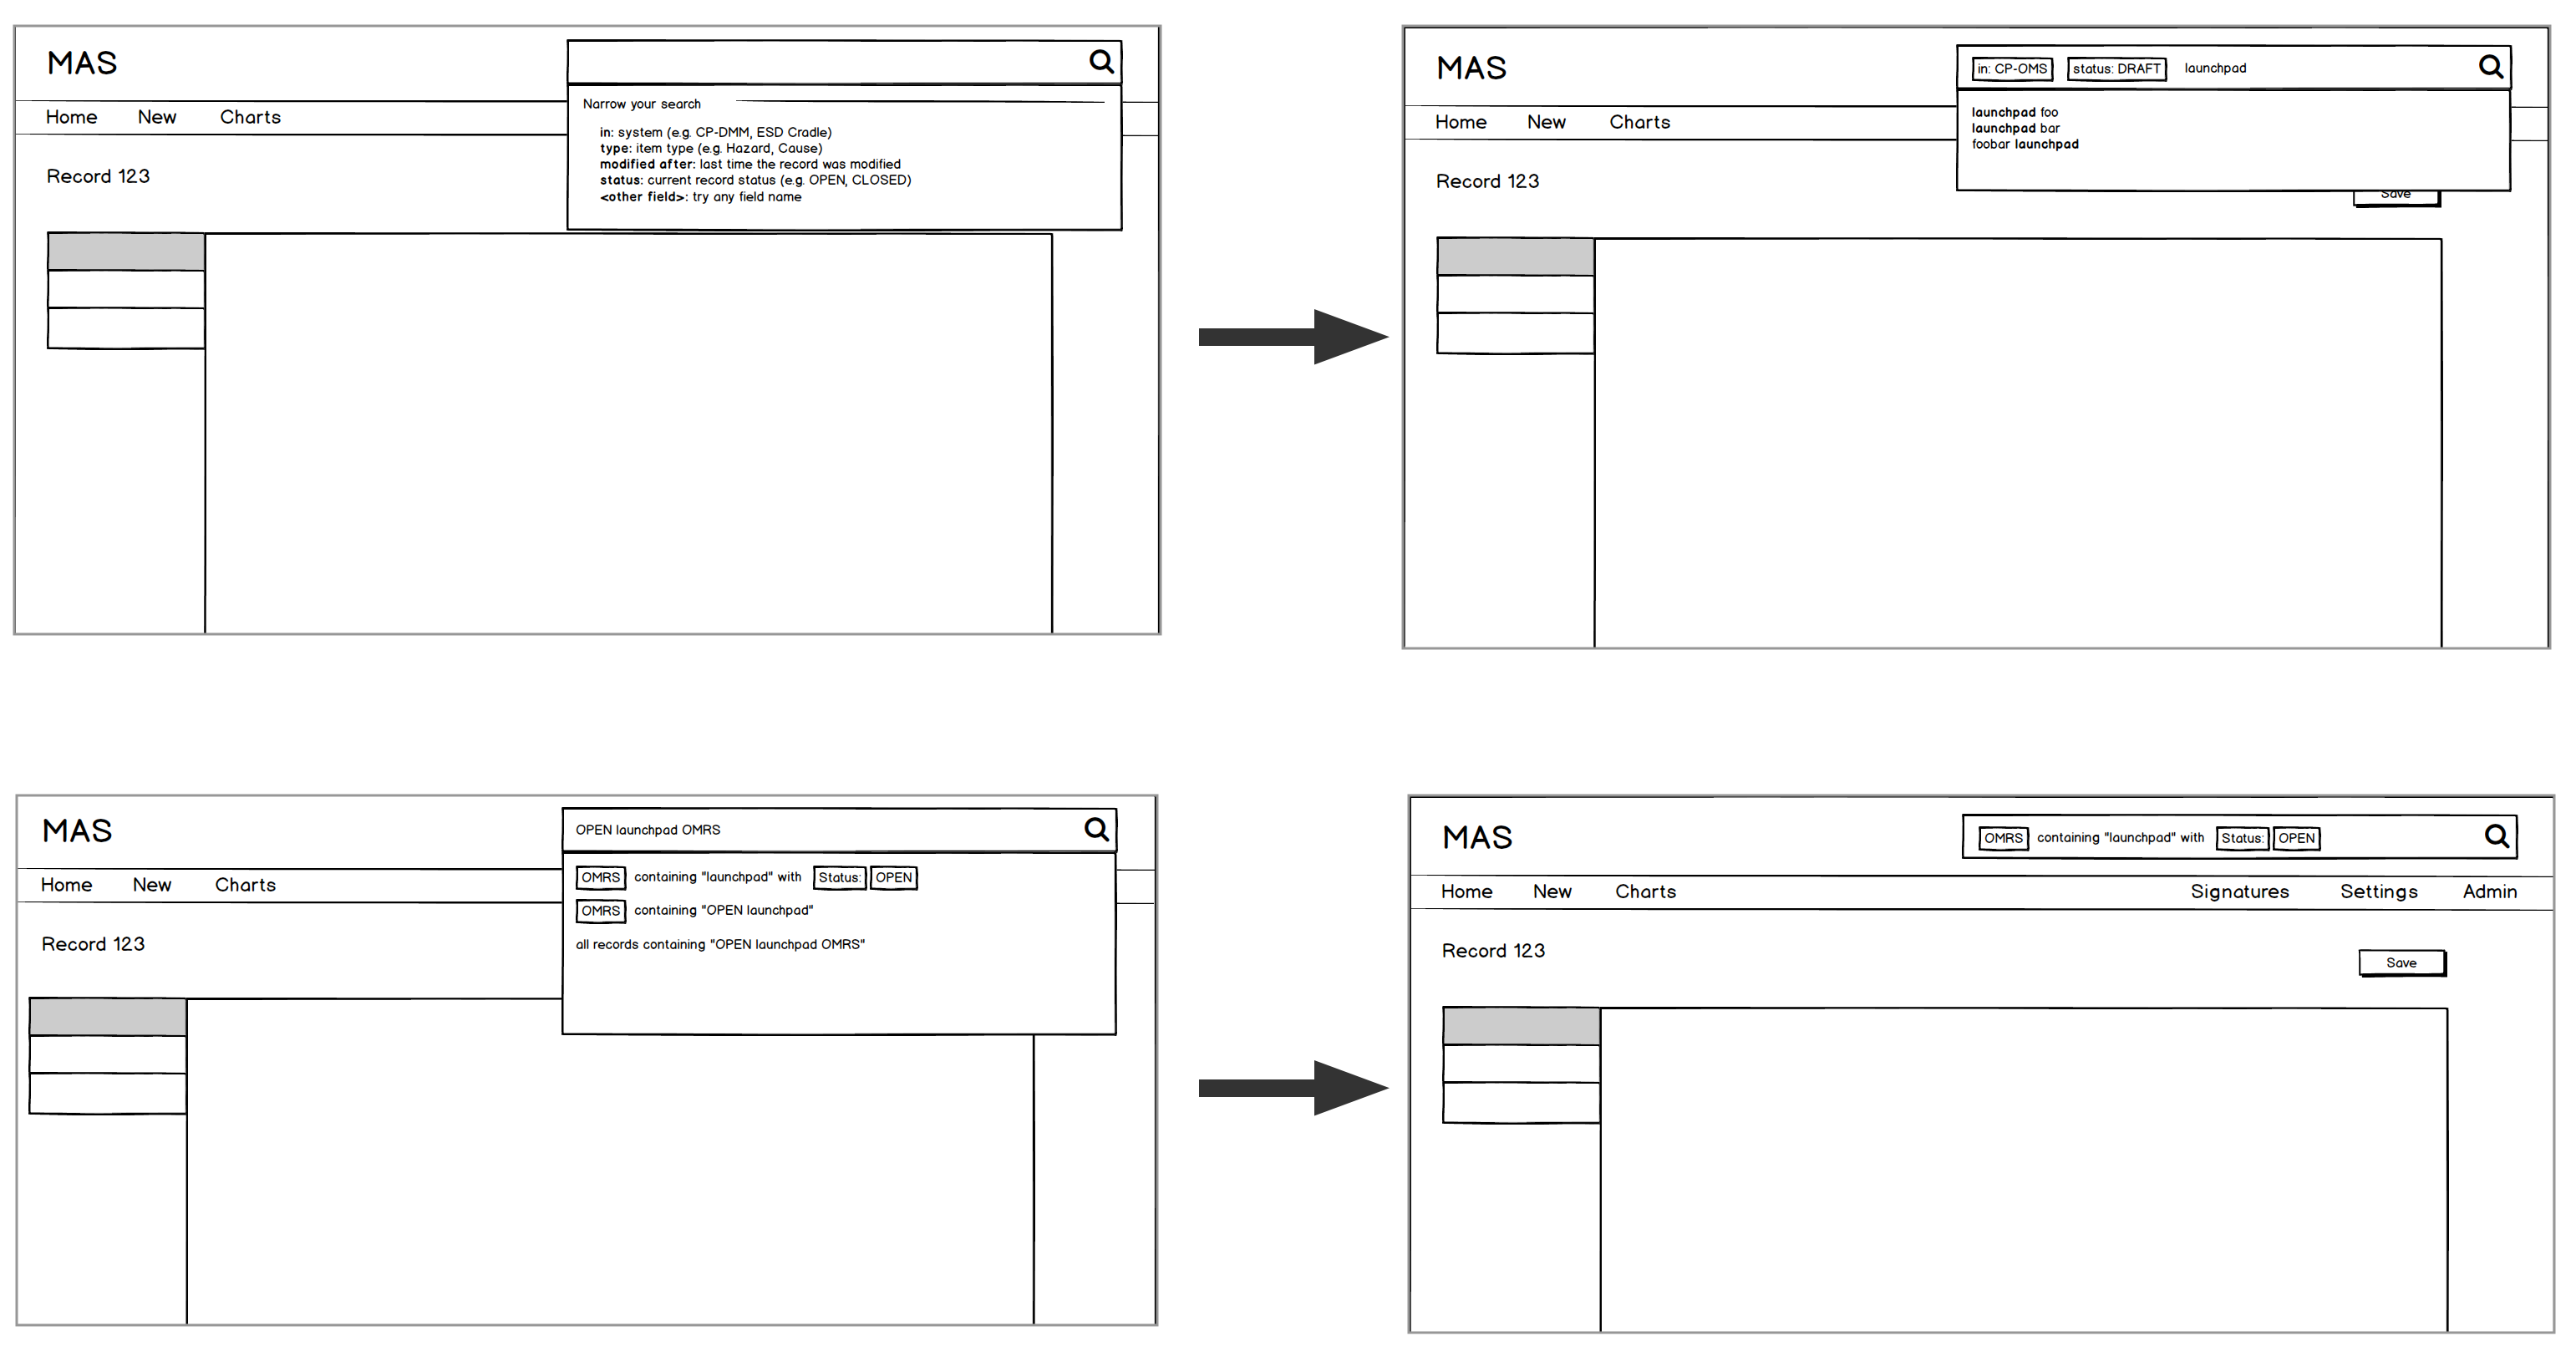 MAS
Home New Charts
Narrow your search
in: system (e.g. CP-DMM, ESD Cradle)
type: item type (e.g. Hazard, Cause)
modified after: last time the record was modified
status: current record status (e.g. OPEN, CLOSED)
<other field>: try any field name
Record 123
MAS
in: CP-OMS status: DRAFT launchpad
launchpad foo
launchpad bar
foobar launchpad
Home New Charts
Record 123
Save
MAS
OPEN launchpad OMRS
OMRS containing "launchpad" with Status: OPEN
OMRS containing "OPEN launchpad"
all records containing "OPEN launchpad OMRS"
Home New Charts
Record 123
MAS
OMRS containing "launchpad" with Status: OPEN
Home New Charts Signatures Settings Admin
Record 123
Save